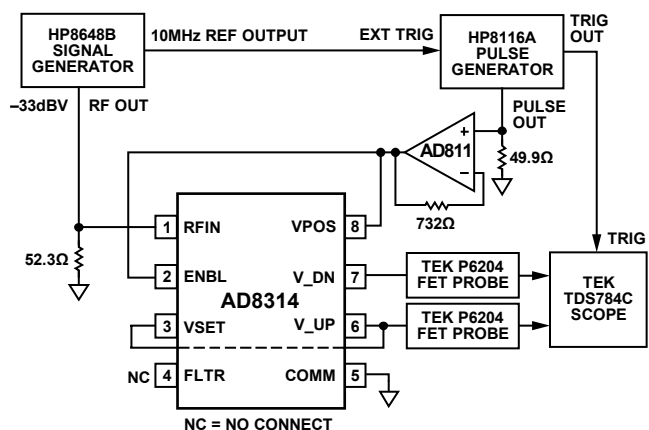 HP8648B
SIGNAL
GENERATOR
10MHz REF OUTPUT
EXT TRIG
HP8116A
PULSE
GENERATOR
TRIG
OUT
–33dBV
RF OUT
PULSE
OUT
AD811
+
–
49.9Ω
732Ω
52.3Ω
1 RFIN
VPOS 8
2 ENBL
V_DN 7
AD8314
3 VSET
V_UP 6
NC 4 FLTR
COMM 5
TEK P6204
FET PROBE
TEK P6204
FET PROBE
TRIG
TEK
TDS784C
SCOPE
NC = NO CONNECT